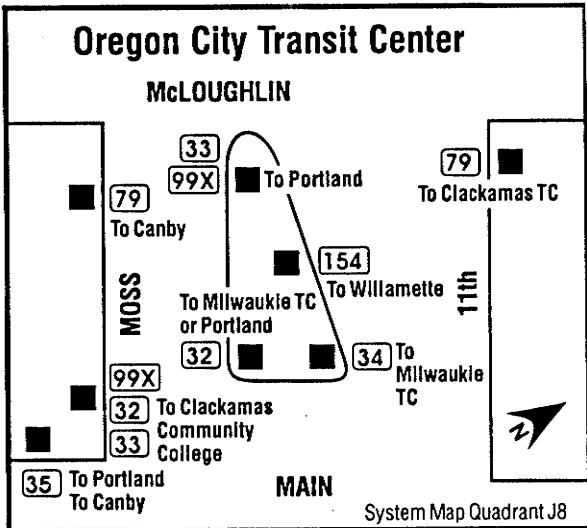 Oregon City Transit Center
McLOUGHLIN
33
99X
To Portland
79
To Clackamas TC
79
To Canby
154
To Willamette
MOSS
11th
To Milwaukie TC
or Portland
32
34
To
Milwaukie
TC
99X
32
33
To Clackamas
Community
College
35
To Portland
To Canby
MAIN
N
System Map Quadrant J8